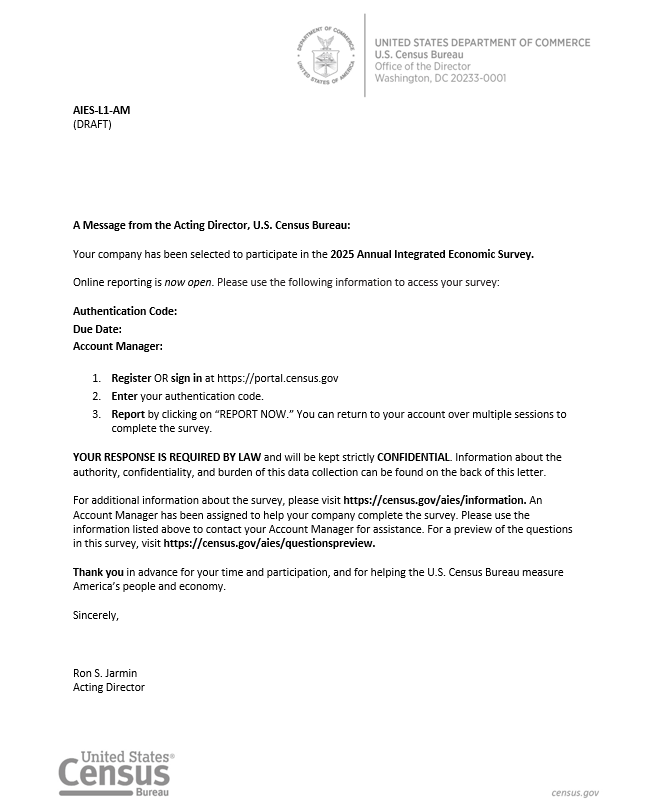 DEPARTMENT OF COMMERCE
UNITED STATES OF AMERICA
UNITED STATES DEPARTMENT OF COMMERCE
U.S. Census Bureau
Office of the Director
Washington, DC 20233-0001
AIES-L1-AM
(DRAFT)
A Message from the Acting Director, U.S. Census Bureau:
Your company has been selected to participate in the 2025 Annual Integrated Economic Survey.
Online reporting is now open. Please use the following information to access your survey:
Authentication Code:
Due Date:
Account Manager:
1. Register OR sign in at https://portal.census.gov
2. Enter your authentication code.
3. Report by clicking on “REPORT NOW.” You can return to your account over multiple sessions to
complete the survey.
YOUR RESPONSE IS REQUIRED BY LAW and will be kept strictly CONFIDENTIAL. Information about the
authority, confidentiality, and burden of this data collection can be found on the back of this letter.
For additional information about the survey, please visit https://census.gov/aies/information. An
Account Manager has been assigned to help your company complete the survey. Please use the
information listed above to contact your Account Manager for assistance. For a preview of the questions
in this survey, visit https://census.gov/aies/questionspreview.
Thank you in advance for your time and participation, and for helping the U.S. Census Bureau measure
America’s people and economy.
Sincerely,
Ron S. Jarmin
Acting Director
United States®
Census
Bureau
census.gov